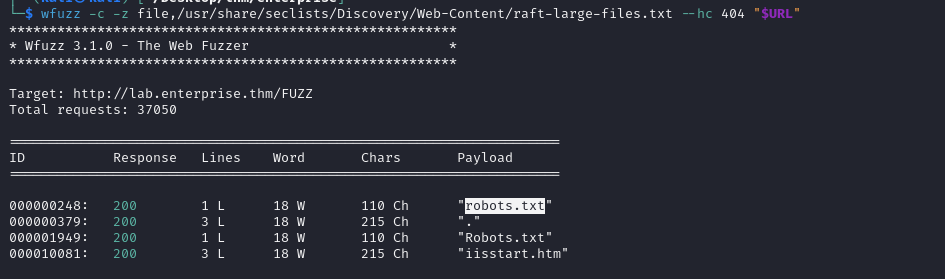 └─$ wfuzz -c -z file,/usr/share/seclists/Discovery/Web-Content/raft-large-files.txt --hc 404 "$URL"
********************************************************
* Wfuzz 3.1.0 - The Web Fuzzer                         *
********************************************************
Target: http://lab.enterprise.thm/FUZZ
Total requests: 37050
=====================================================================
ID           Response   Lines    Word       Chars       Payload
=====================================================================
000000248:   200        1 L      18 W       110 Ch      "robots.txt"
000000379:   200        3 L      18 W       215 Ch      "."
000001949:   200        1 L      18 W       110 Ch      "Robots.txt"
000010081:   200        3 L      18 W       215 Ch      "iisstart.htm"